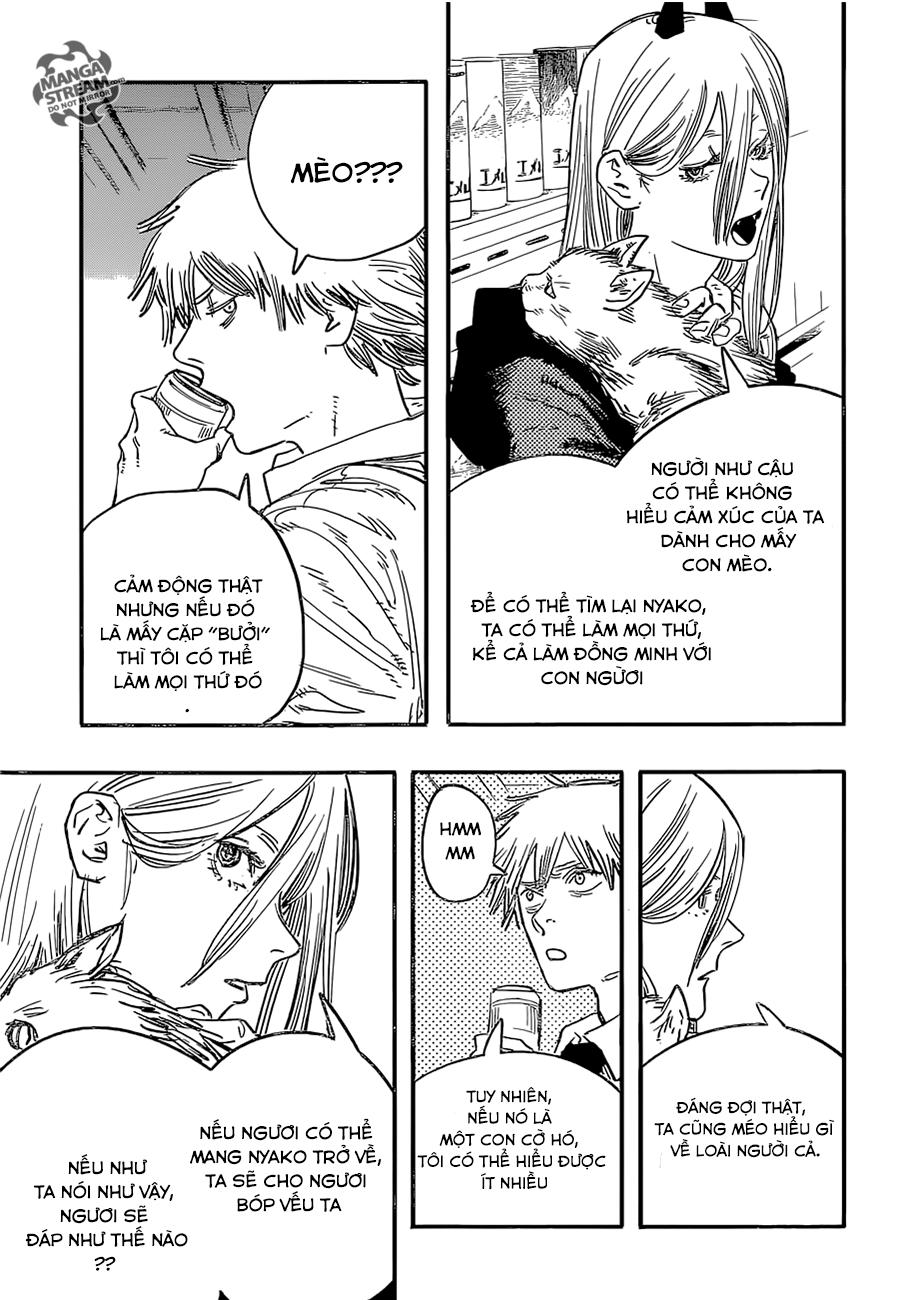 MANGA
STREAM.com
DO NOT MIRROR
NGƯỜI NHƯ CẬU
CÓ THỂ KHÔNG
HIỂU CẢM XÚC CỦA TA
DÀNH CHO MẤY
CON MÈO.
ĐỂ CÓ THỂ TÌM LẠI NYAKO,
TA CÓ THỂ LÀM MỌI THỨ,
KỂ CẢ LÀM ĐỒNG MINH VỚI
CON NGỪƠI
MÈO???
CẢM ĐỘNG THẬT
NHƯNG NẾU ĐÓ
LÀ MẤY CẶP "BƯỞI"
THÌ TÔI CÓ THỂ
LÀM MỌI THỨ ĐÓ
.
ĐÁNG ĐỢI THẬT,
TA CŨNG MÉO HIỂU GÌ
VỀ LOÀI NGƯỜI CẢ.
HMM
MM
TUY NHIÊN,
NẾU NÓ LÀ
MỘT CON CỜ HÓ,
TÔI CÓ THỂ HIỂU ĐƯỢC
ÍT NHIỀU
NẾU NGƯƠI CÓ THỂ
MANG NYAKO TRỞ VỀ,
TA SẼ CHO NGƯƠI
BÓP VẾU TA
NẾU NHƯ
TA NÓI NHƯ VẬY,
NGƯƠI SẼ
ĐÁP NHƯ THẾ NÀO
??